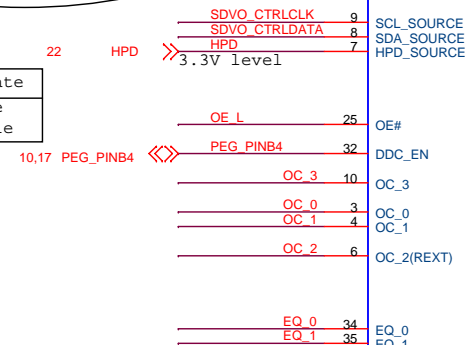 SDVO_CTRLCLK 9 SCL_SOURCE
SDVO_CTRLDATA 8 SDA_SOURCE
22 HPD HPD 7 HPD_SOURCE
3.3V level
OE_L 25 OE#
10,17 PEG_PINB4 PEG_PINB4 32 DDC_EN
OC_3 10 OC_3
OC_0 3 OC_0
OC_1 4 OC_1
OC_2 6 OC_2(REXT)
EQ_0 34 EQ_0
EQ_1 35 EQ_1